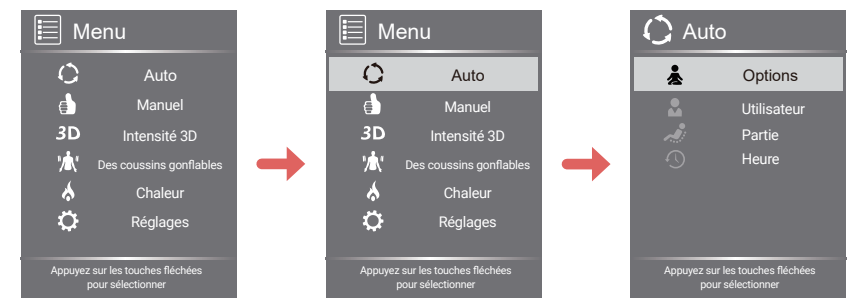 Menu
Auto
Manuel
3D Intensité 3D
Des coussins gonflables
Chaleur
Réglages
Appuyez sur les touches fléchées
pour sélectionner
Menu
Auto
Manuel
3D Intensité 3D
Des coussins gonflables
Chaleur
Réglages
Appuyez sur les touches fléchées
pour sélectionner
Auto
Options
Utilisateur
Partie
Heure
Appuyez sur les touches fléchées
pour sélectionner